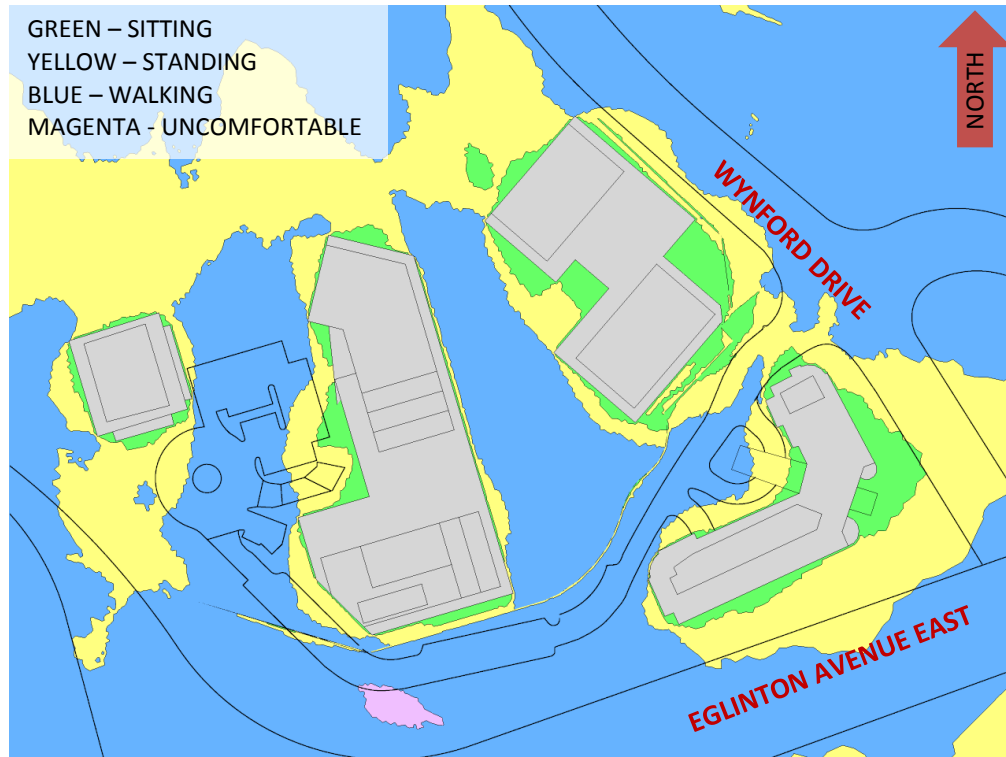 GREEN – SITTING
YELLOW – STANDING
BLUE – WALKING
MAGENTA - UNCOMFORTABLE
NORTH
WYNFORD DRIVE
EGLINTON AVENUE EAST